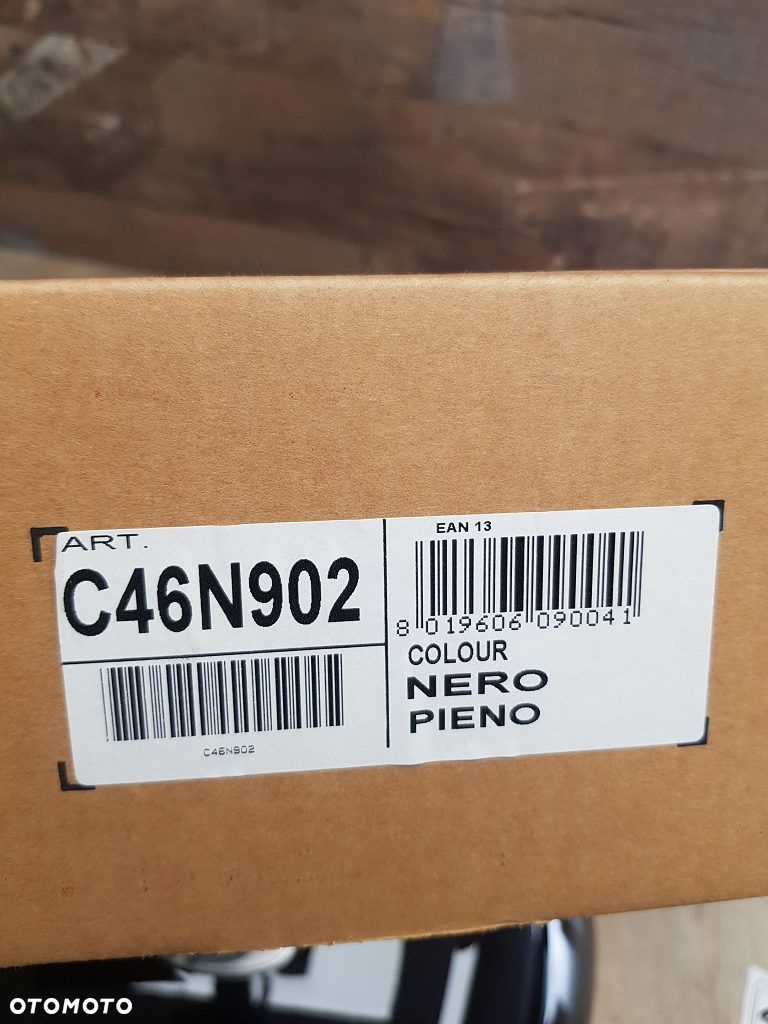 ART.
C46N902
C46N902
EAN 13
8 019606 090041
COLOUR
NERO
PIENO
OTOMOTO